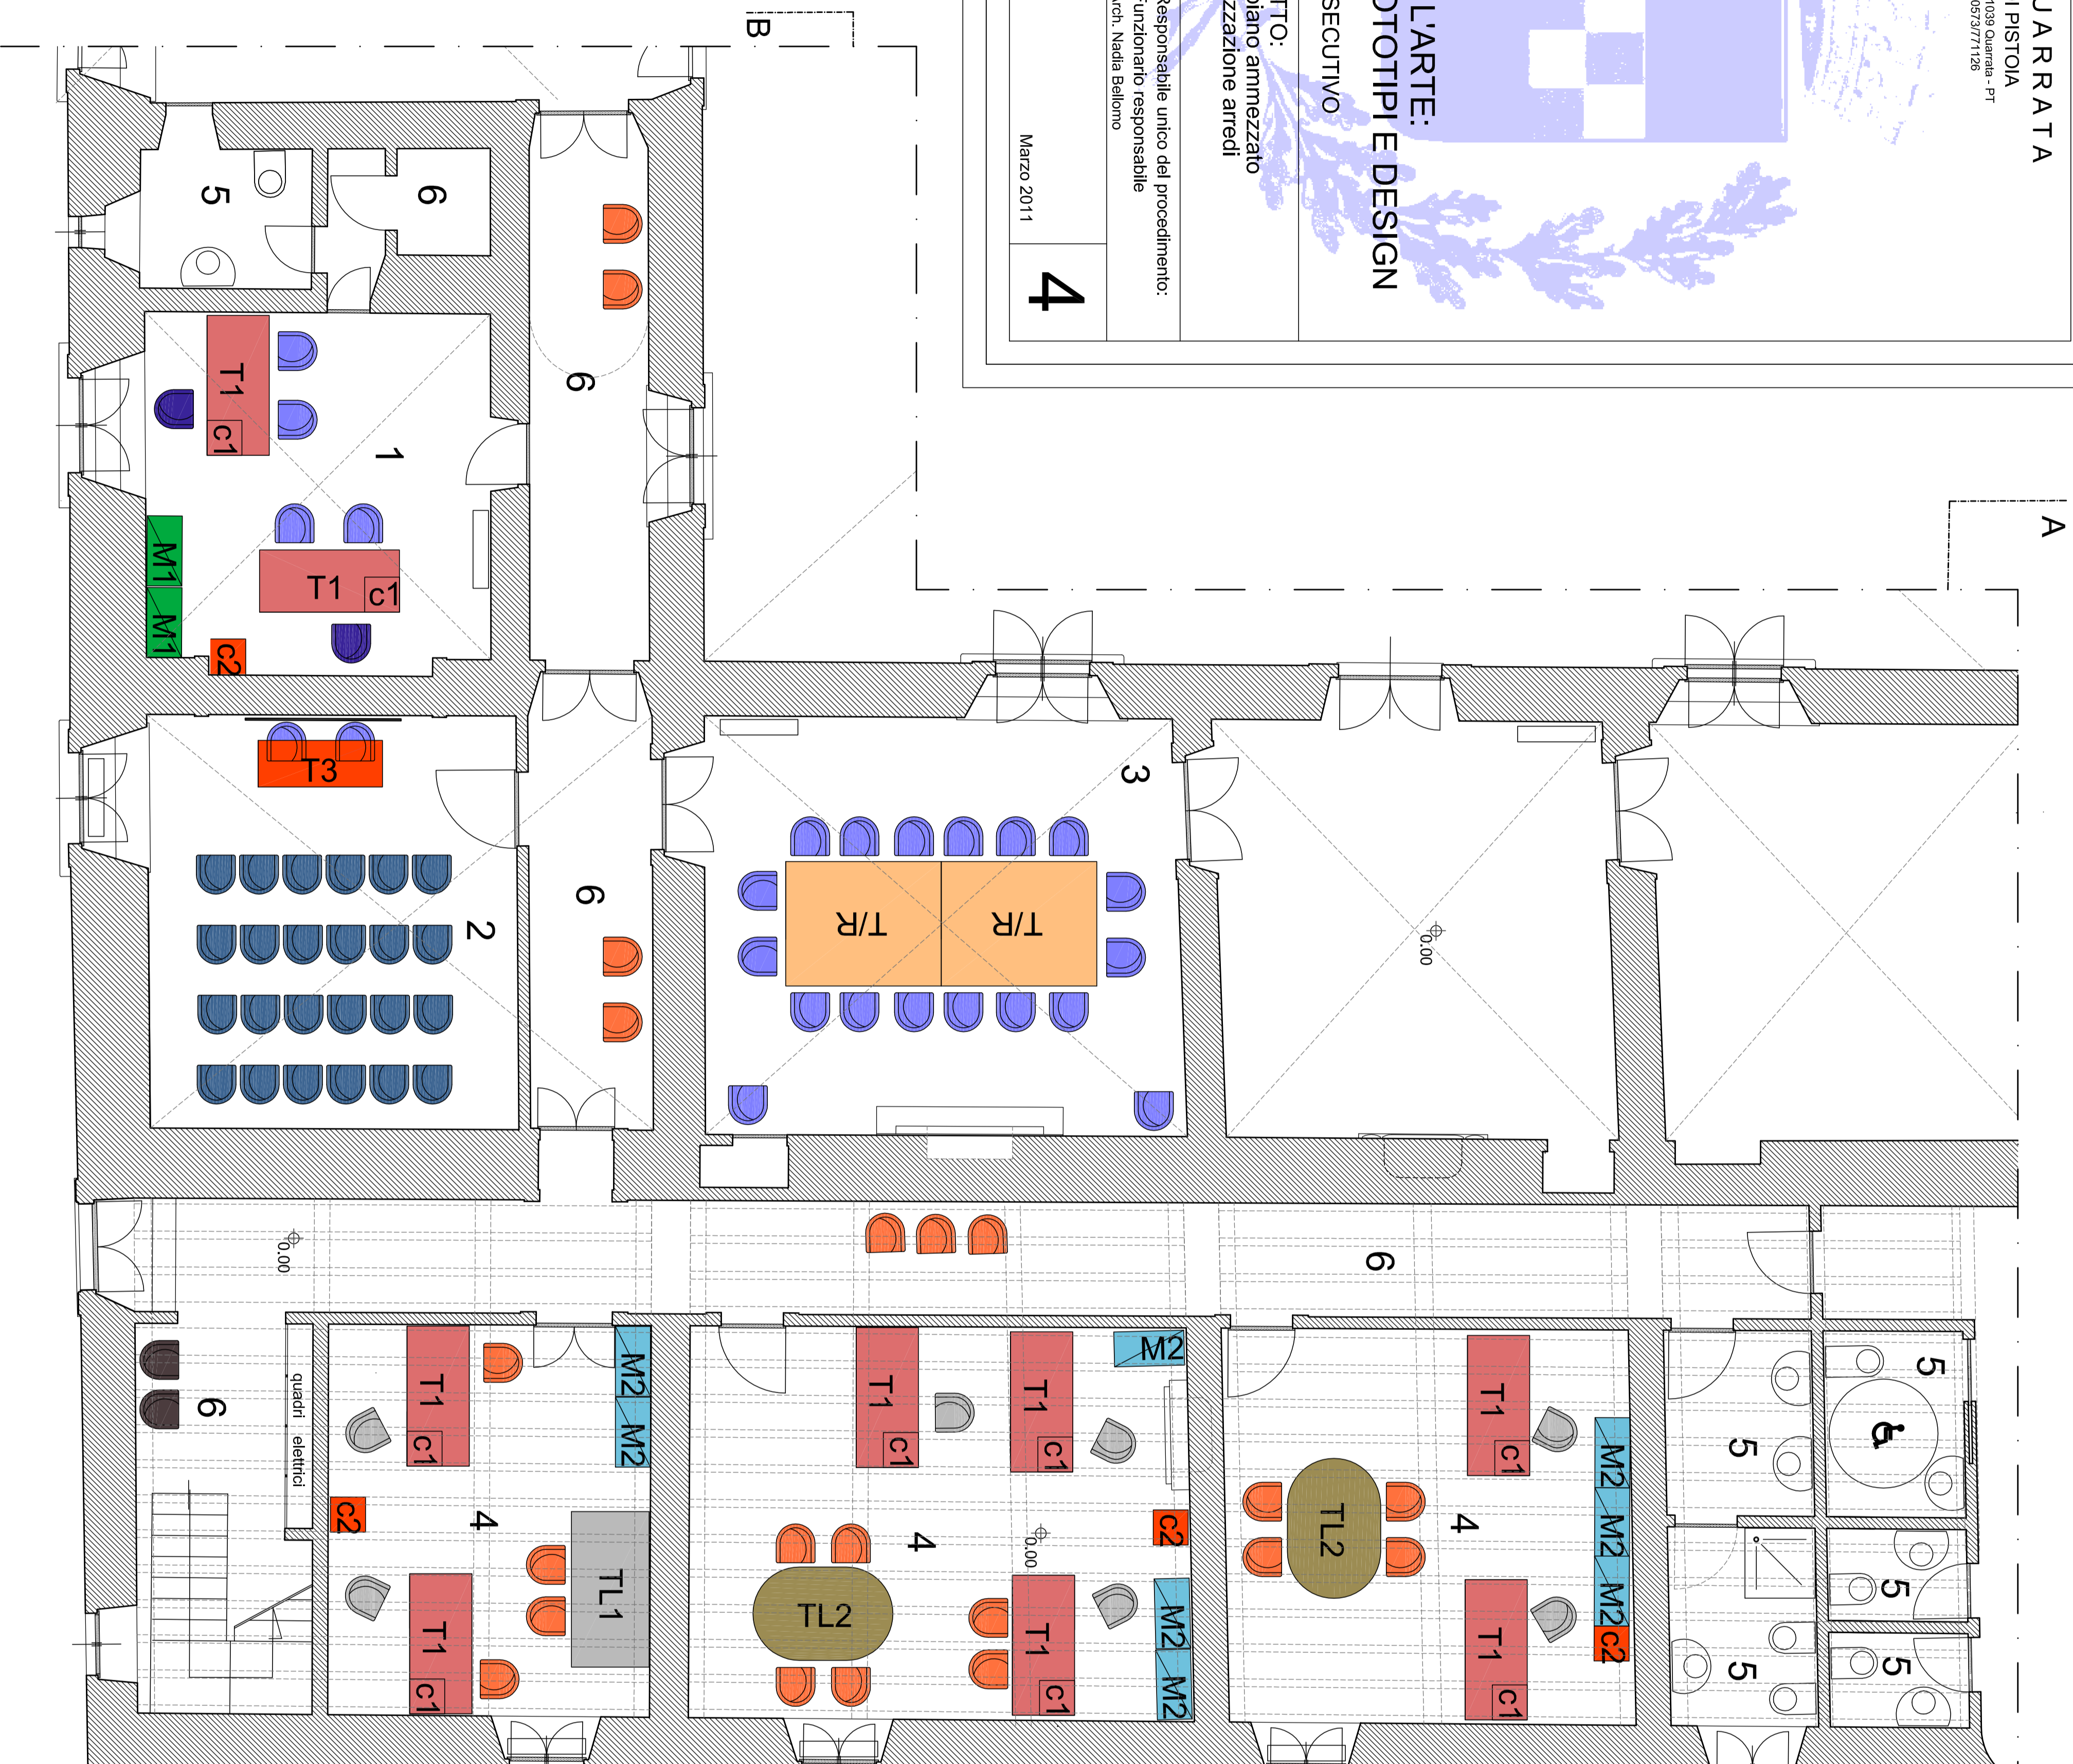 UARRATA
I PISTOIA
1039 Quarrata - PT
0573/771126
L'ARTE:
OTOTIPI E DESIGN
SECUTIVO
TTO:
piano ammezzato
zzazione arredi
Responsabile unico del procedimento:
Funzionario responsabile
Arch. Nadia Bellomo
Marzo 2011
4
B
A
5
6
6
T1
c1
1
T1
c1
M1
M1
c2
T3
2
6
3
T/R
T/R
0.00
0.00
6
6
quadri elettrici
T1
c1
M2
M2
c2
4
TL1
T1
c1
T1
c1
T1
c1
M2
c2
4
0.00
TL2
T1
c1
M2
M2
T1
c1
M2
M2
M2
c2
TL2
4
T1
c1
5
5
5
5
5